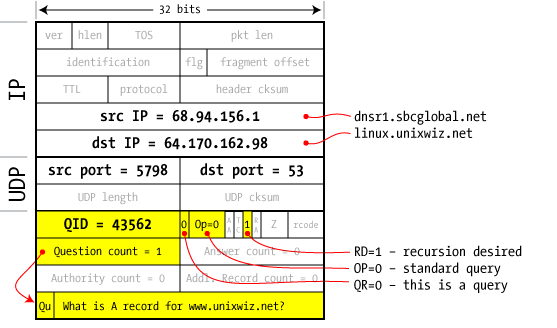 32 bits
ver hlen TOS pkt len
identification flg fragment offset
TTL protocol header cksum
IP
src IP = 68.94.156.1
dnsr1.sbcglobal.net
dst IP = 64.170.162.98
linux.unixwiz.net
UDP
src port = 5798 dst port = 53
UDP length UDP cksum
QID = 43562 0 Op=0 AA TC 1 RA Z rcode
Question count = 1 Answer count = 0
RD=1 – recursion desired
Authority count = 0 Addl. Record count = 0
OP=0 – standard query
QR=0 – this is a query
Qu What is A record for www.unixwiz.net?